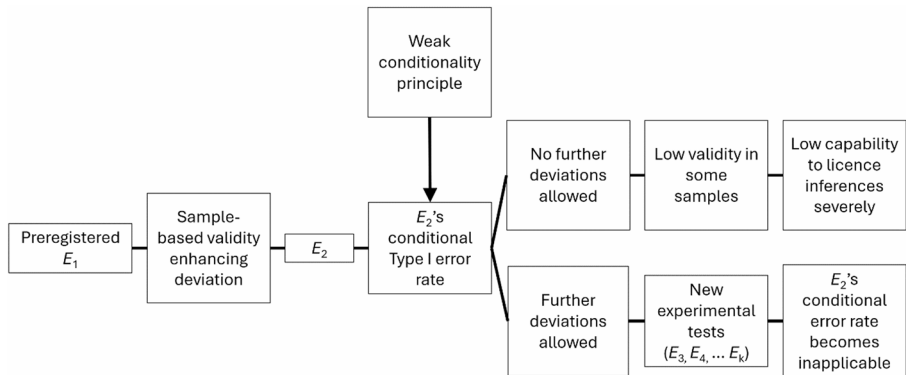 Weak
conditionality
principle
Preregistered
E₁
Sample-
based validity
enhancing
deviation
E₂
E₂'s
conditional
Type I error
rate
No further
deviations
allowed
Low validity in
some
samples
Low capability
to licence
inferences
severely
Further
deviations
allowed
New
experimental
tests
(E₃, E₄, ... Eₖ)
E₂'s
conditional
error rate
becomes
inapplicable